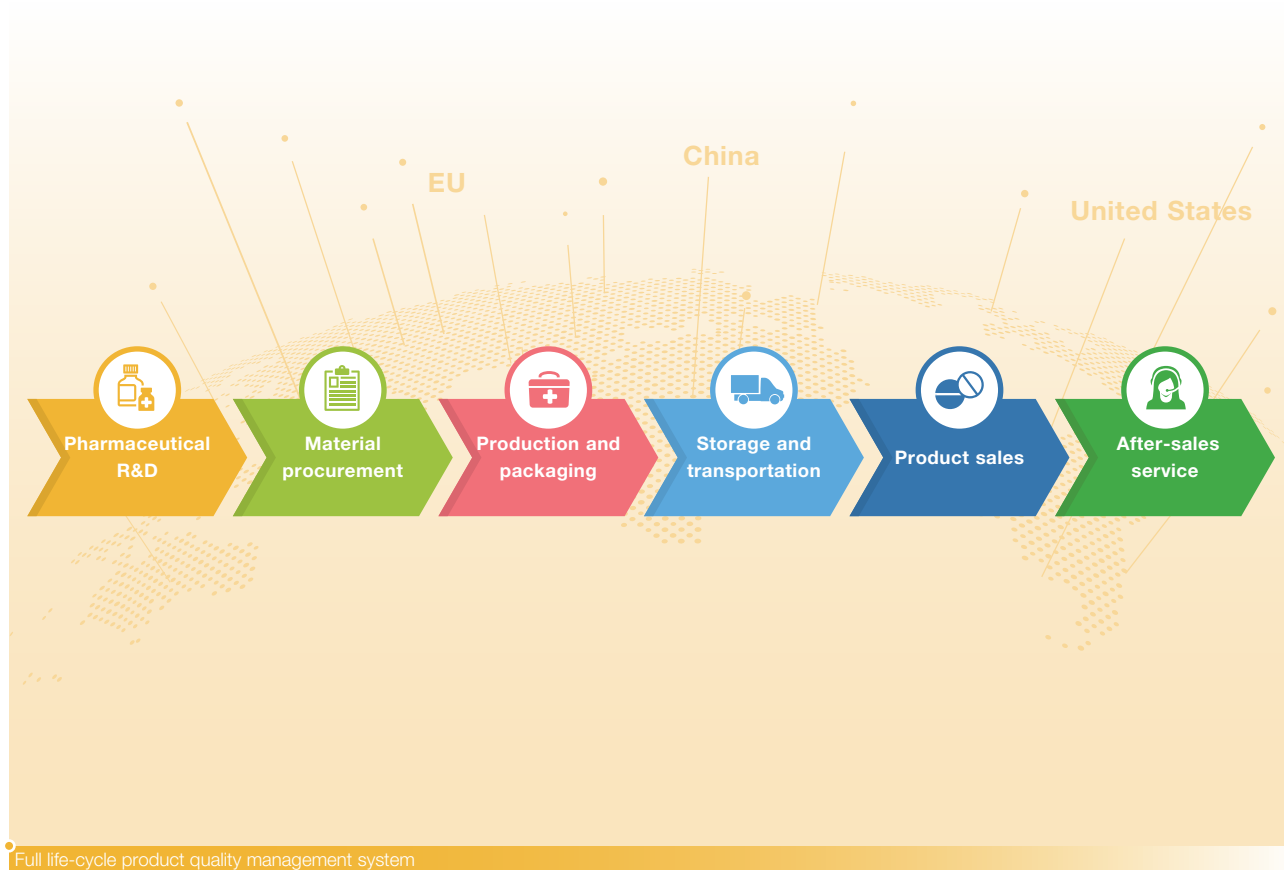 China
EU
United States
Pharmaceutical
R&D
Material
procurement
Production and
packaging
Storage and
transportation
Product sales
After-sales
service
Full life-cycle product quality management system